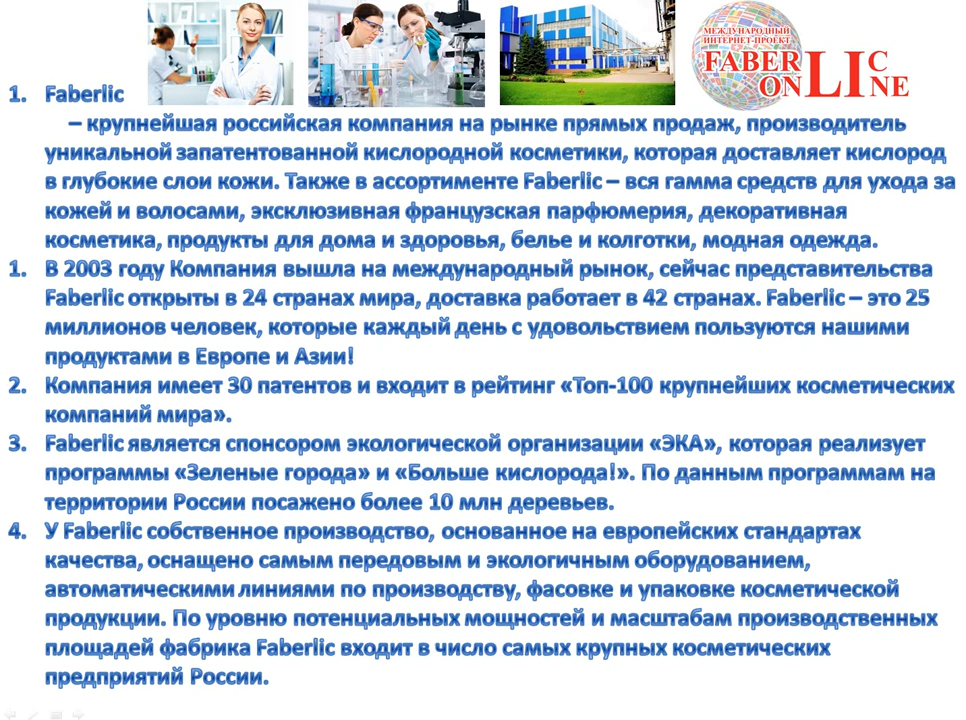 МЕЖДУНАРОДНЫЙ
ИНТЕРНЕТ-ПРОЕКТ
FABERLIC
ONLINE
1. Faberlic
– крупнейшая российская компания на рынке прямых продаж, производитель
уникальной запатентованной кислородной косметики, которая доставляет кислород
в глубокие слои кожи. Также в ассортименте Faberlic – вся гамма средств для ухода за
кожей и волосами, эксклюзивная французская парфюмерия, декоративная
косметика, продукты для дома и здоровья, белье и колготки, модная одежда.
1. В 2003 году Компания вышла на международный рынок, сейчас представительства
Faberlic открыты в 24 странах мира, доставка работает в 42 странах. Faberlic – это 25
миллионов человек, которые каждый день с удовольствием пользуются нашими
продуктами в Европе и Азии!
2. Компания имеет 30 патентов и входит в рейтинг «Топ-100 крупнейших косметических
компаний мира».
3. Faberlic является спонсором экологической организации «ЭКА», которая реализует
программы «Зеленые города» и «Больше кислорода!». По данным программам на
территории России посажено более 10 млн деревьев.
4. У Faberlic собственное производство, основанное на европейских стандартах
качества, оснащено самым передовым и экологичным оборудованием,
автоматическими линиями по производству, фасовке и упаковке косметической
продукции. По уровню потенциальных мощностей и масштабам производственных
площадей фабрика Faberlic входит в число самых крупных косметических
предприятий России.